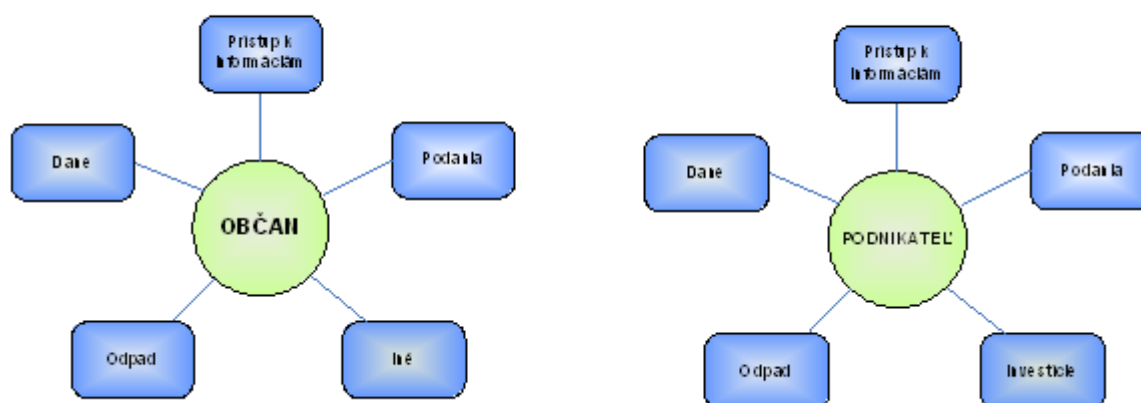 Prístup k
informáciám
Dane
Podania
OBČAN
Odpad
Iné
Prístup k
informáciám
Dane
Podania
PODNIKATEĽ
Odpad
Investície